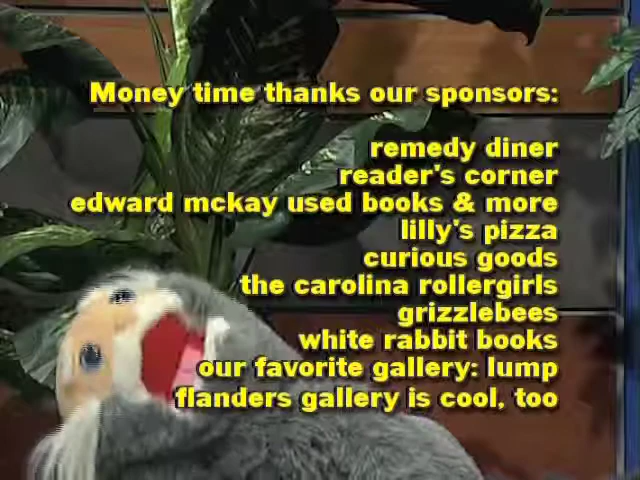 Money time thanks our sponsors:
remedy diner
reader's corner
edward mckay used books & more
lilly's pizza
curious goods
the carolina rollergirls
grizzlebees
white rabbit books
our favorite gallery: lump
flanders gallery is cool, too